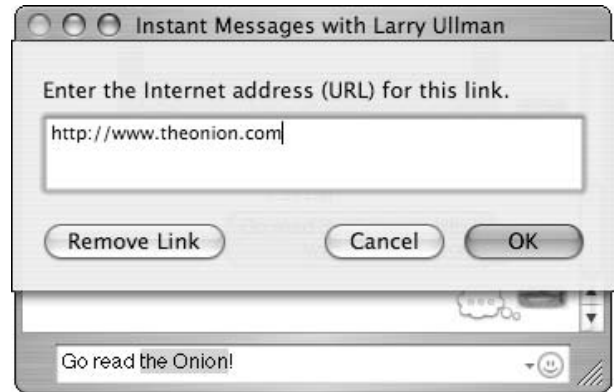 Instant Messages with Larry Ullman
Enter the Internet address (URL) for this link.
http://www.theonion.com
Remove Link
Cancel
OK
Go read the Onion!